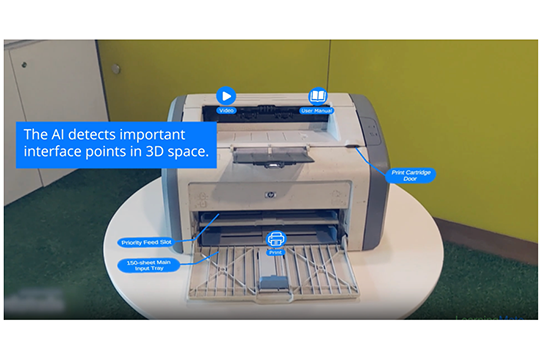 Video
User Manual
The AI detects important
interface points in 3D space.
Print Cartridge
Door
hp
Priority Feed Slot
Print
150-sheet Main
Input Tray